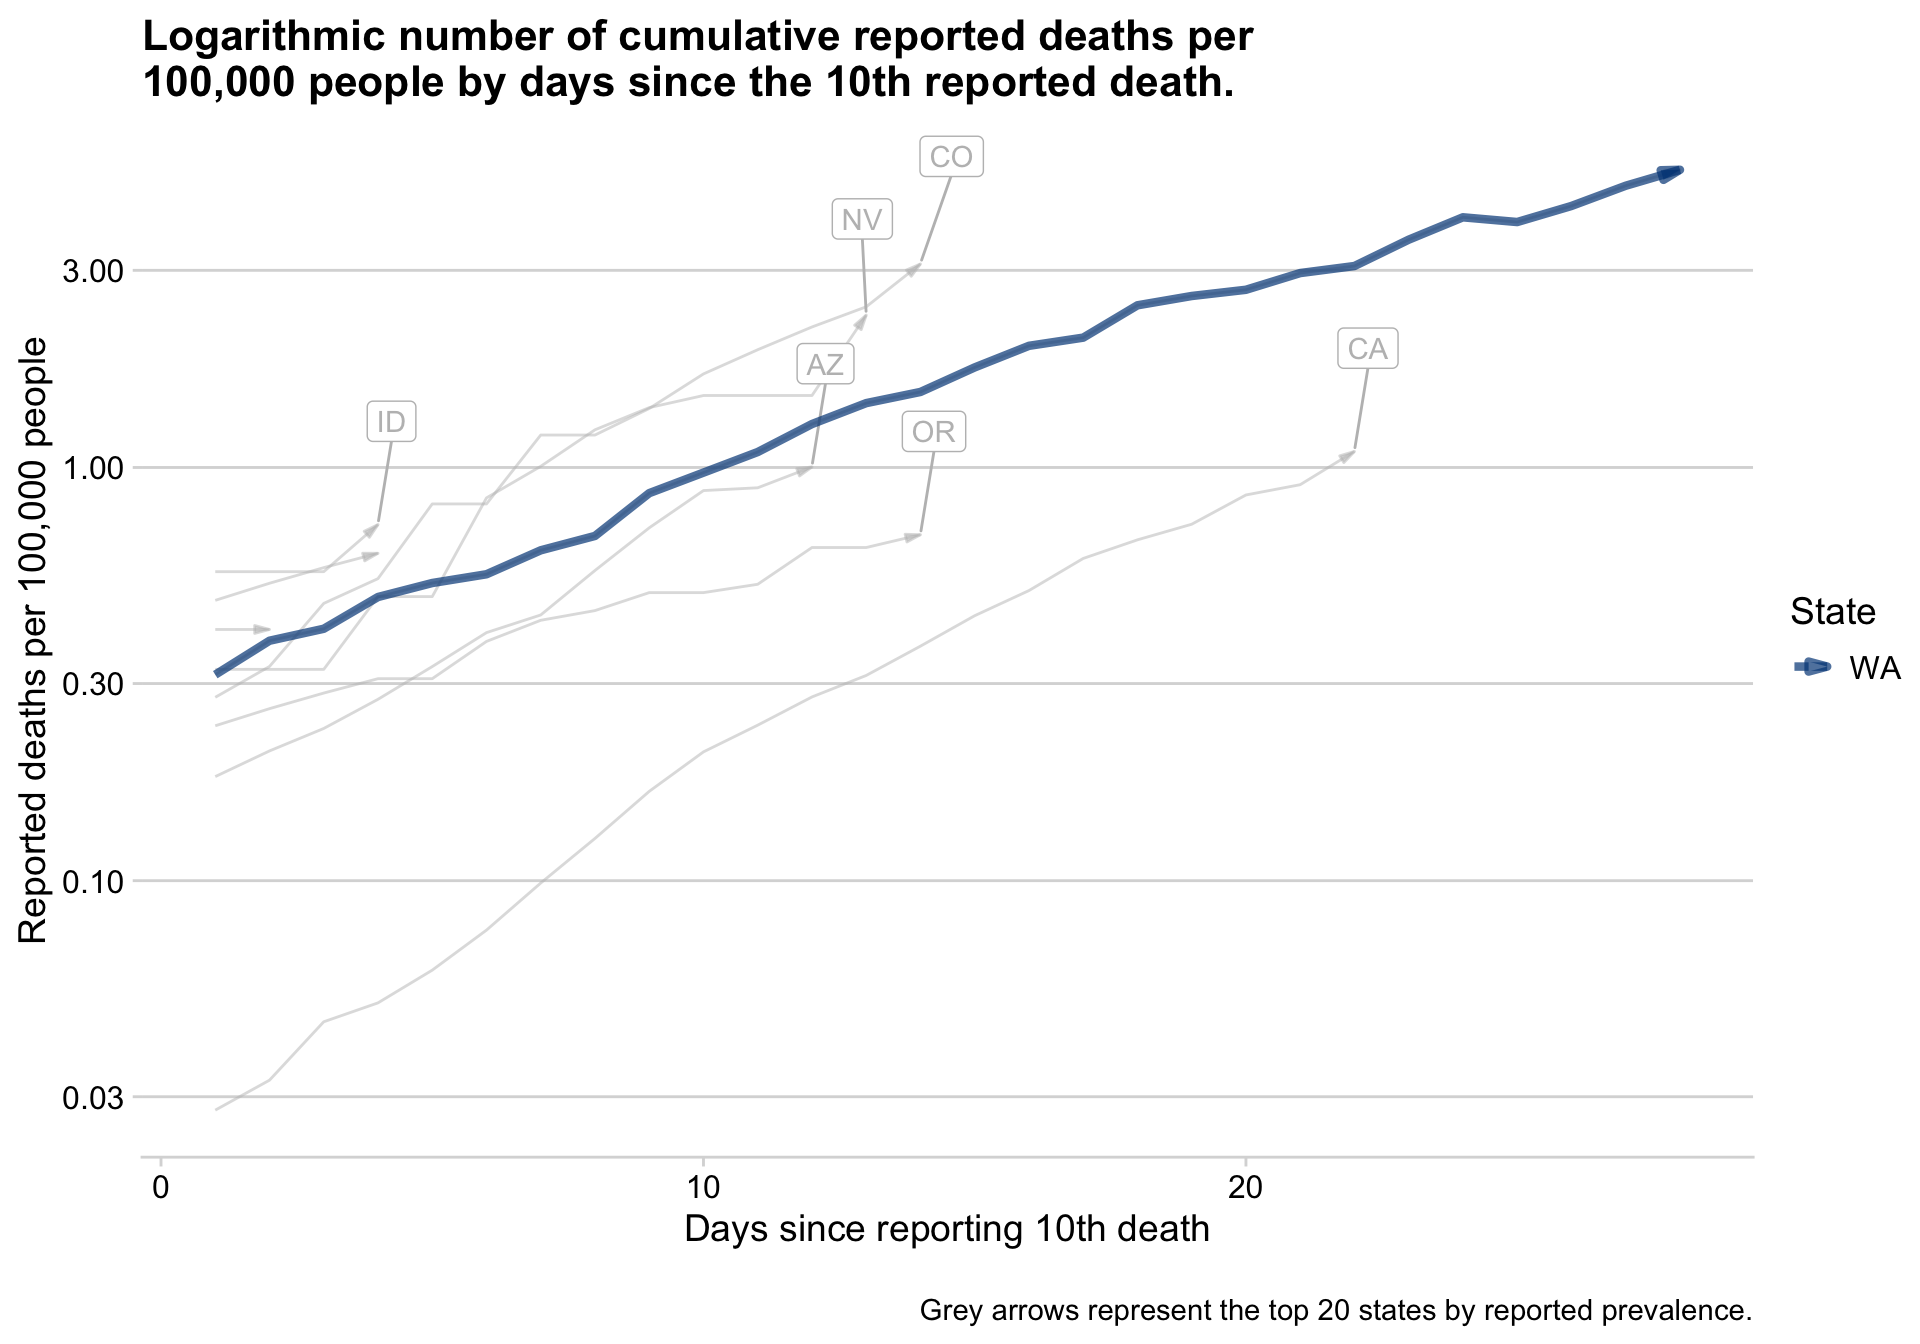 Logarithmic number of cumulative reported deaths per
100,000 people by days since the 10th reported death.
CO
NV
AZ
ID
OR
CA
Reported deaths per 100,000 people
3.00
1.00
0.30
0.10
0.03
0
10
20
Days since reporting 10th death
State
WA
Grey arrows represent the top 20 states by reported prevalence.